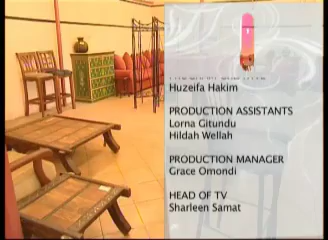 Huzeifa Hakim
PRODUCTION ASSISTANTS
Lorna Gitundu
Hildah Wellah
PRODUCTION MANAGER
Grace Omondi
HEAD OF TV
Sharleen Samat